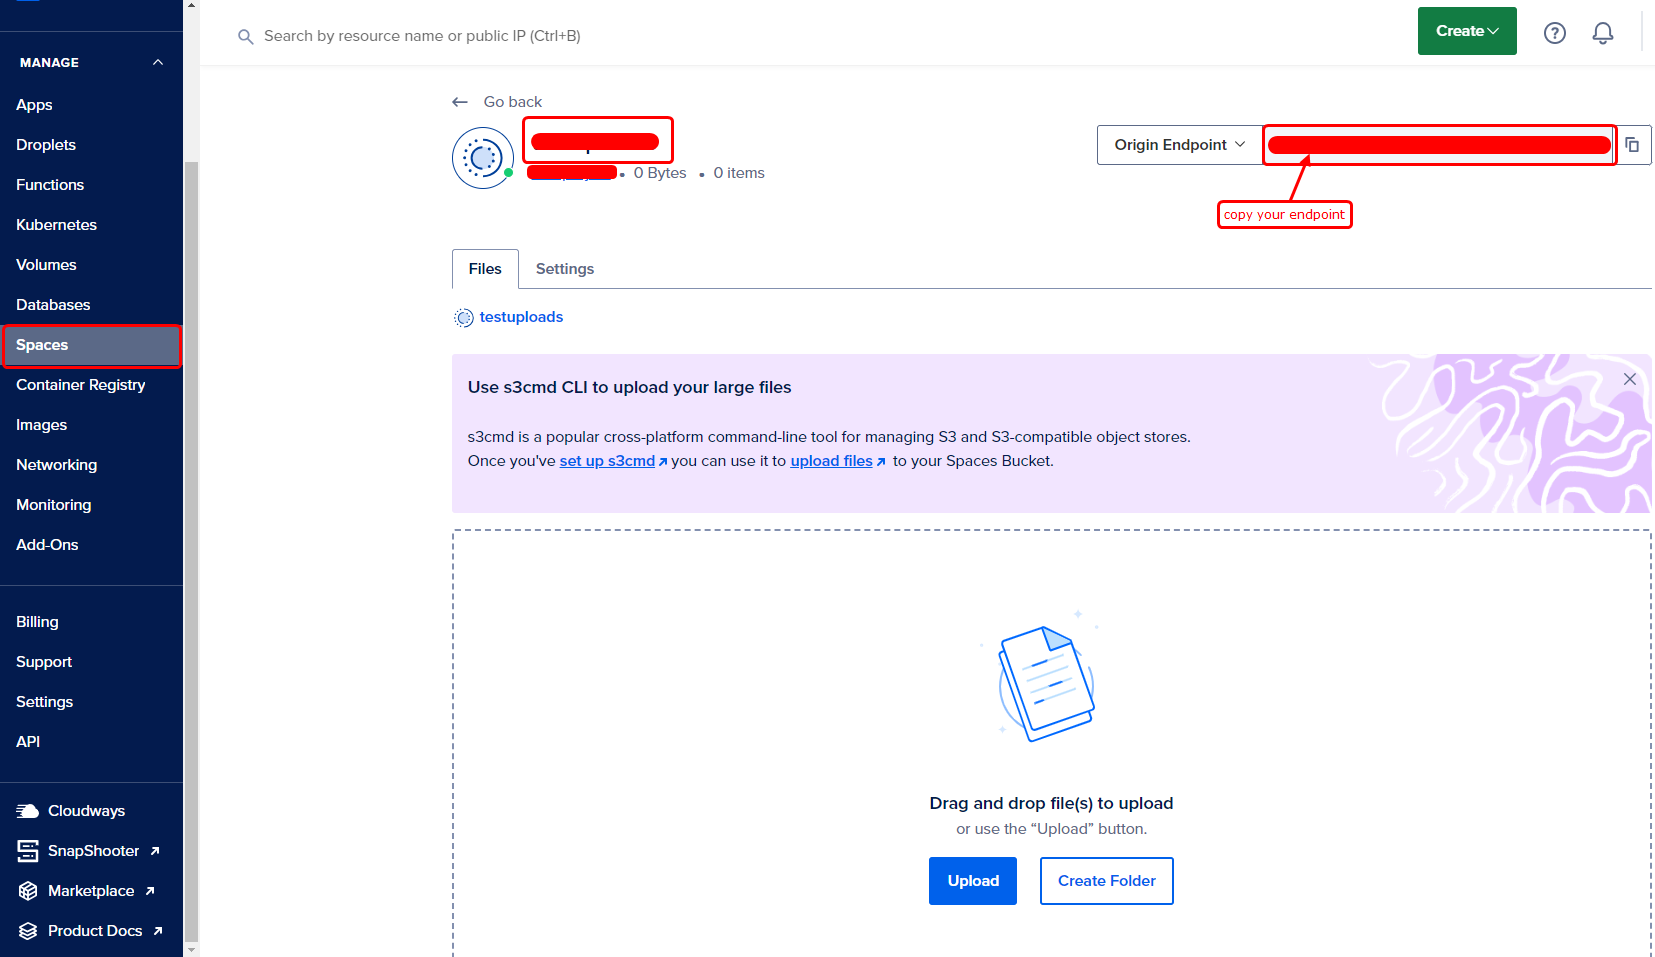 MANAGE
Apps
Droplets
Functions
Kubernetes
Volumes
Databases
Spaces
Container Registry
Images
Networking
Monitoring
Add-Ons
Billing
Support
Settings
API
Cloudways
SnapShooter
Marketplace
Product Docs
Search by resource name or public IP (Ctrl+B)
Create
Go back
0 Bytes • 0 items
Origin Endpoint
copy your endpoint
Files
Settings
testuploads
Use s3cmd CLI to upload your large files
s3cmd is a popular cross-platform command-line tool for managing S3 and S3-compatible object stores.
Once you've set up s3cmd you can use it to upload files to your Spaces Bucket.
Drag and drop file(s) to upload
or use the “Upload” button.
Upload
Create Folder